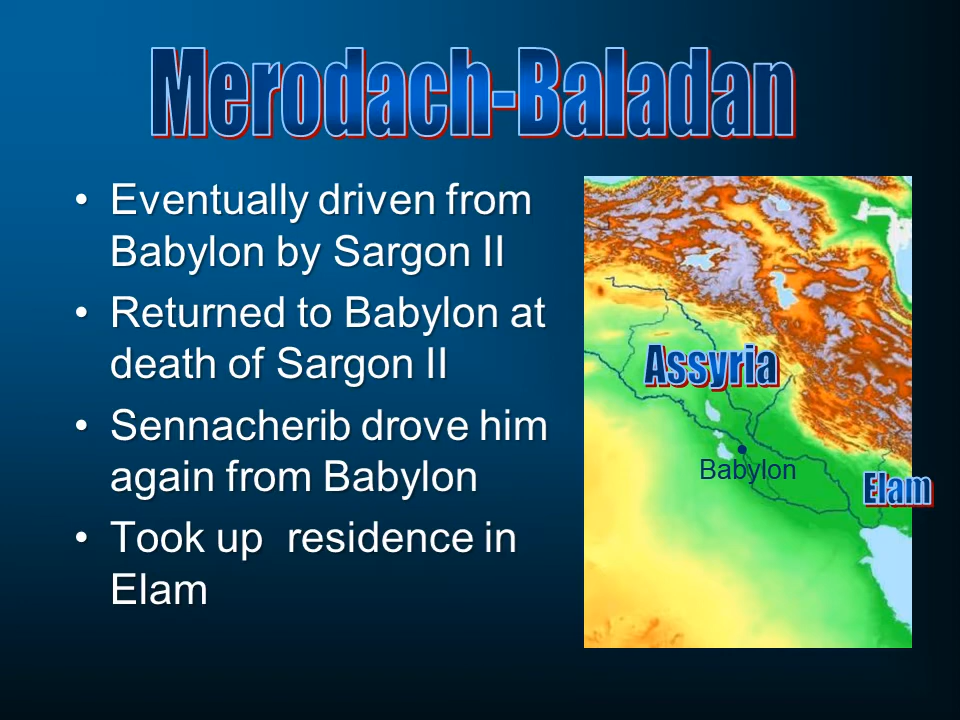 Merodach-Baladan
• Eventually driven from
Babylon by Sargon II
• Returned to Babylon at
death of Sargon II
• Sennacherib drove him
again from Babylon
• Took up  residence in
Elam
Assyria
Babylon
Elam